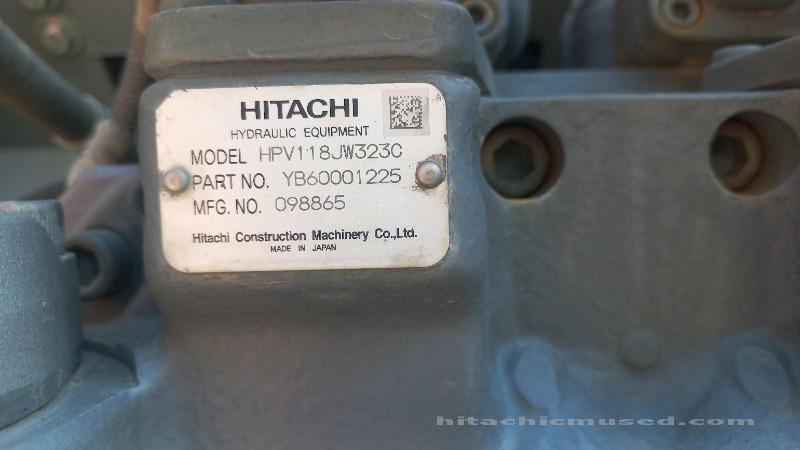 HITACHI
HYDRAULIC EQUIPMENT
MODEL HPV118JW323C
PART NO. YB60001225
MFG. NO. 098865
Hitachi Construction Machinery Co.,Ltd.
MADE IN JAPAN
hitachicmused.com